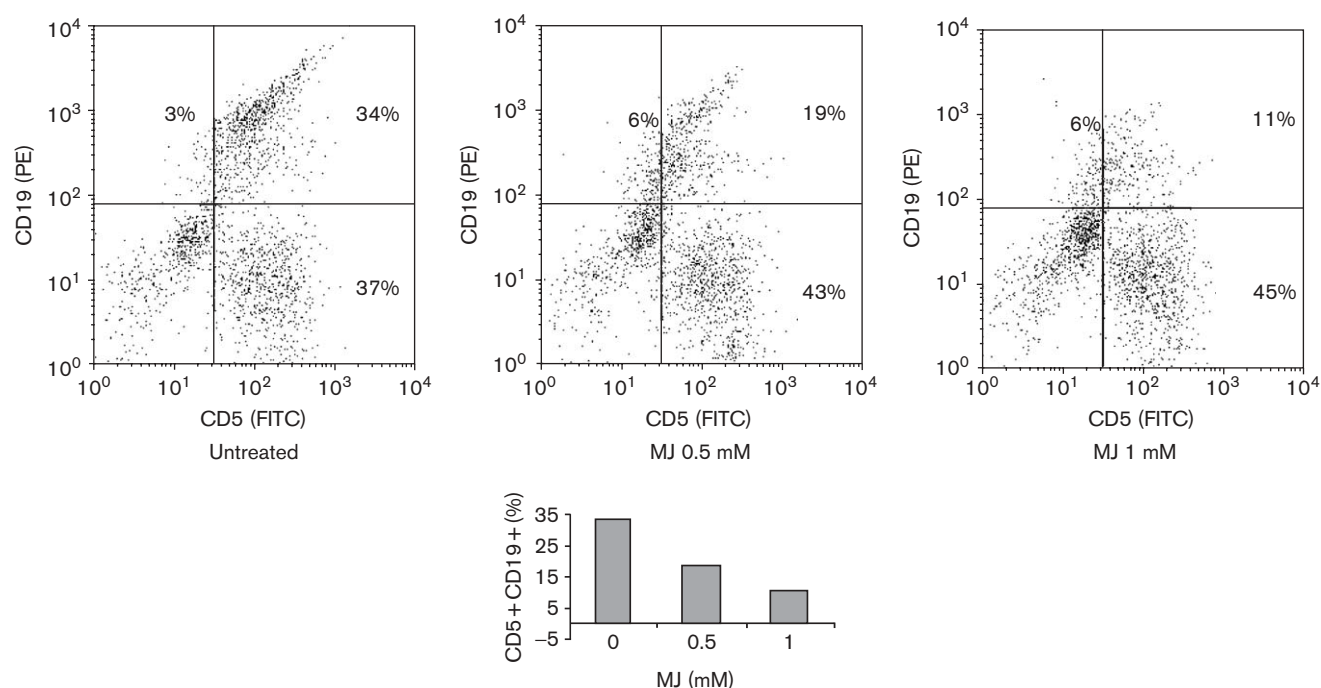 10⁴
10³
10²
10¹
10⁰
CD19 (PE)
3%
34%
37%
10⁰ 10¹ 10² 10³ 10⁴
CD5 (FITC)
Untreated
10⁴
10³
10²
10¹
10⁰
CD19 (PE)
6%
19%
43%
10⁰ 10¹ 10² 10³ 10⁴
CD5 (FITC)
MJ 0.5 mM
10⁴
10³
10²
10¹
10⁰
CD19 (PE)
6%
11%
45%
10⁰ 10¹ 10² 10³ 10⁴
CD5 (FITC)
MJ 1 mM
CD5+CD19+(%)
35
25
15
5
−5
0 0.5 1
MJ (mM)